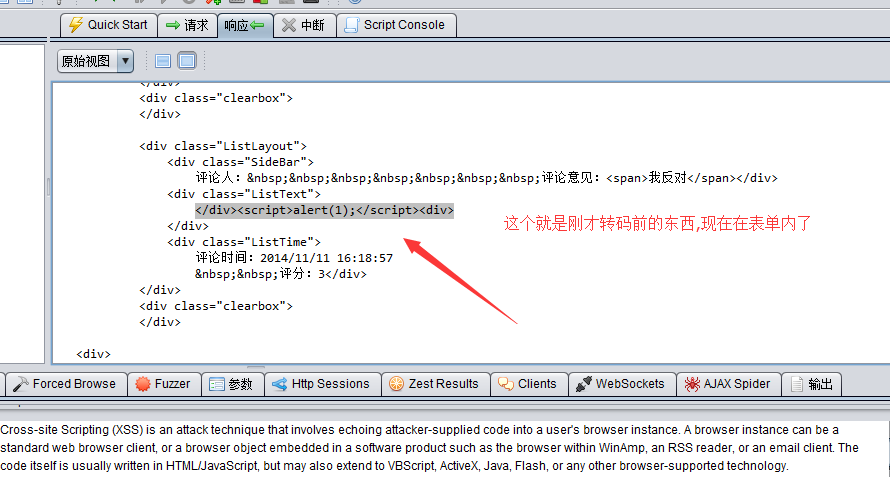 Quick Start 请求 响应 中断 Script Console
原始视图
</div>
<div class="clearbox">
</div>
<div class="ListLayout">
<div class="SideBar">
评论人：&nbsp;&nbsp;&nbsp;&nbsp;&nbsp;&nbsp;评论意见：<span>我反对</span></div>
<div class="ListText">
</div><script>alert(1);</script><div>
</div>
这个就是刚才转码前的东西,现在在表单内了
<div class="ListTime">
评论时间：2014/11/11 16:18:57
&nbsp;&nbsp;评分：3</div>
</div>
<div class="clearbox">
</div>
<div>
Forced Browse Fuzzer 参数 Http Sessions Zest Results Clients WebSockets AJAX Spider 输出
Cross-site Scripting (XSS) is an attack technique that involves echoing attacker-supplied code into a user's browser instance. A browser instance can be a
standard web browser client, or a browser object embedded in a software product such as the browser within WinAmp, an RSS reader, or an email client. The
code itself is usually written in HTML/JavaScript, but may also extend to VBScript, ActiveX, Java, Flash, or any other browser-supported technology.